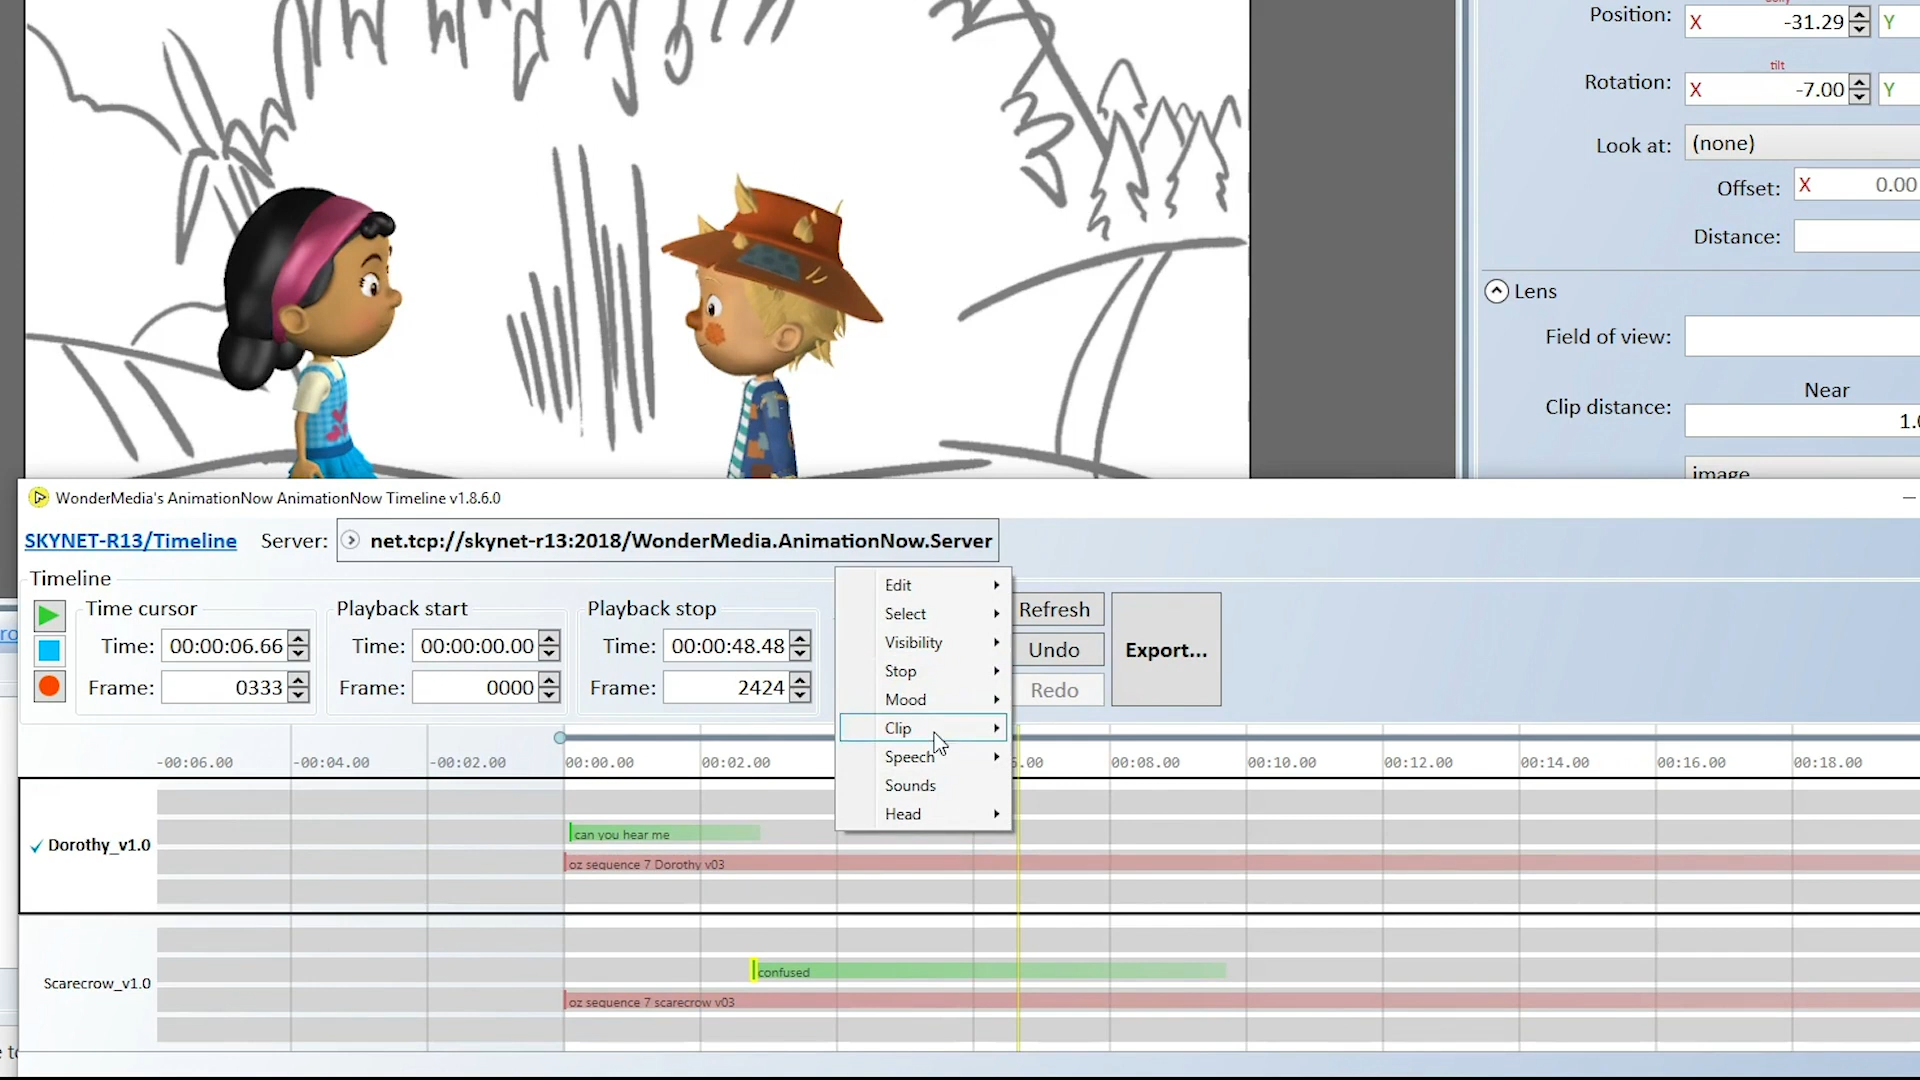 Position: X -31.29 Y
tilt
Rotation: X -7.00 Y
Look at: (none)
Offset: X 0.00
Distance:
Lens
Field of view:
Near
Clip distance: 1.0
image
WonderMedia's AnimationNow AnimationNow Timeline v1.8.6.0
SKYNET-R13/Timeline Server: net.tcp://skynet-r13:2018/WonderMedia.AnimationNow.Server
Timeline
Time cursor Playback start Playback stop
Time: 00:00:06.66 Time: 00:00:00.00 Time: 00:00:48.48
Frame: 0333 Frame: 0000 Frame: 2424
Edit
Select
Visibility
Stop
Mood
Clip
Speech
Sounds
Head
Refresh
Undo
Redo
Export...
-00:06.00 -00:04.00 -00:02.00 00:00.00 00:02.00 6.00 00:08.00 00:10.00 00:12.00 00:14.00 00:16.00 00:18.00
Dorothy_v1.0
can you hear me
oz sequence 7 Dorothy v03
Scarecrow_v1.0
confused
oz sequence 7 scarecrow v03